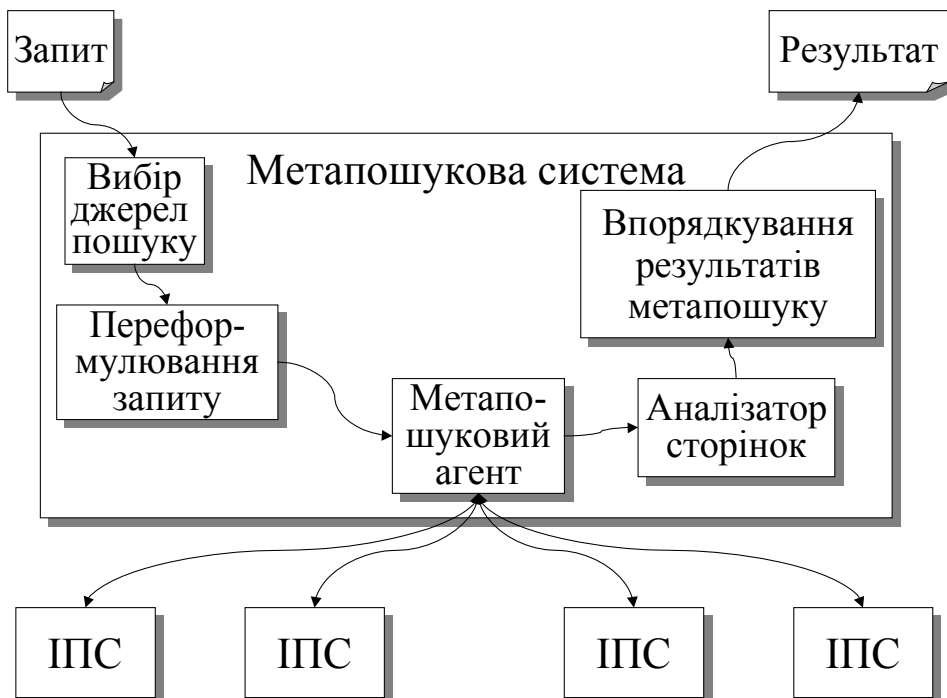 Запит
Результат
Метапошукова система
Вибір
джерел
пошуку
Впорядкування
результатів
метапошуку
Перефор-
мулювання
запиту
Метапо-
шуковий
агент
Аналізатор
сторінок
ІПС
ІПС
ІПС
ІПС